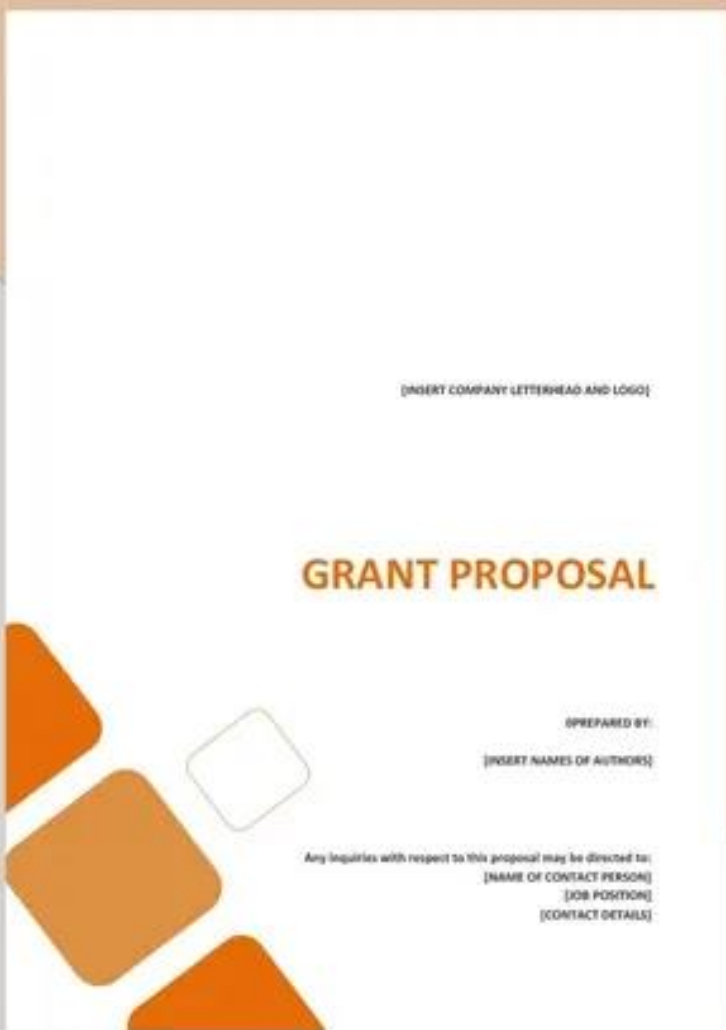 [INSERT COMPANY LETTERHEAD AND LOGO]
GRANT PROPOSAL
0PREPARED BY:
[INSERT NAMES OF AUTHORS]
Any inquiries with respect to this proposal may be directed to:
[NAME OF CONTACT PERSON]
[JOB POSITION]
[CONTACT DETAILS]